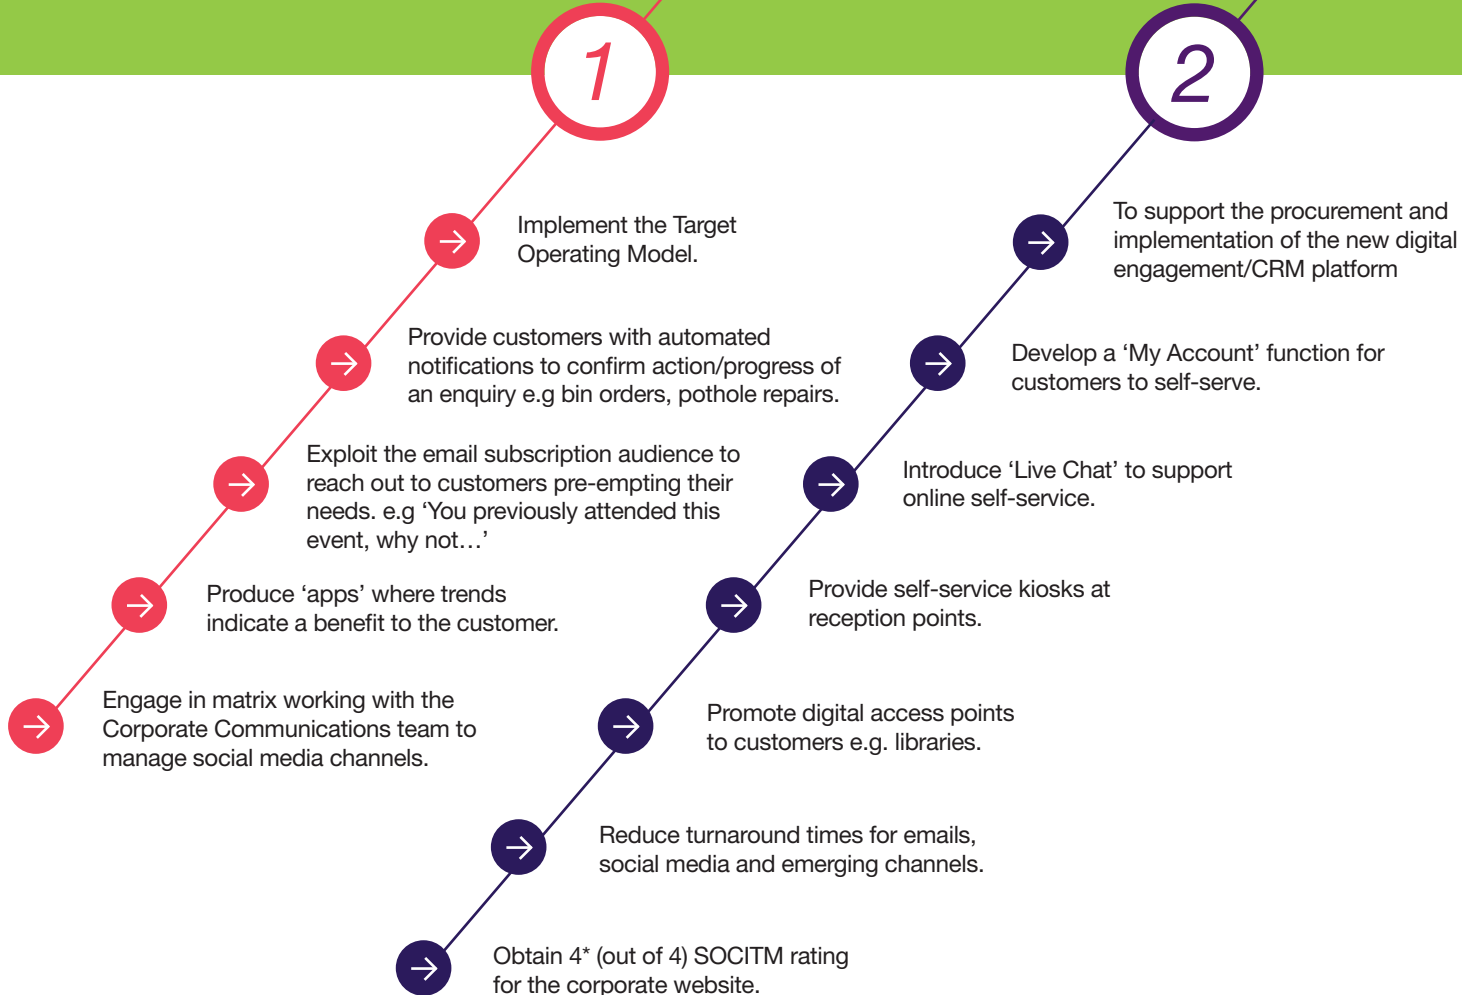 1
Implement the Target
Operating Model.
Provide customers with automated
notifications to confirm action/progress of
an enquiry e.g bin orders, pothole repairs.
Exploit the email subscription audience to
reach out to customers pre-empting their
needs. e.g ‘You previously attended this
event, why not…’
Produce ‘apps’ where trends
indicate a benefit to the customer.
Engage in matrix working with the
Corporate Communications team to
manage social media channels.
2
To support the procurement and
implementation of the new digital
engagement/CRM platform
Develop a ‘My Account’ function for
customers to self-serve.
Introduce ‘Live Chat’ to support
online self-service.
Provide self-service kiosks at
reception points.
Promote digital access points
to customers e.g. libraries.
Reduce turnaround times for emails,
social media and emerging channels.
Obtain 4* (out of 4) SOCITM rating
for the corporate website.